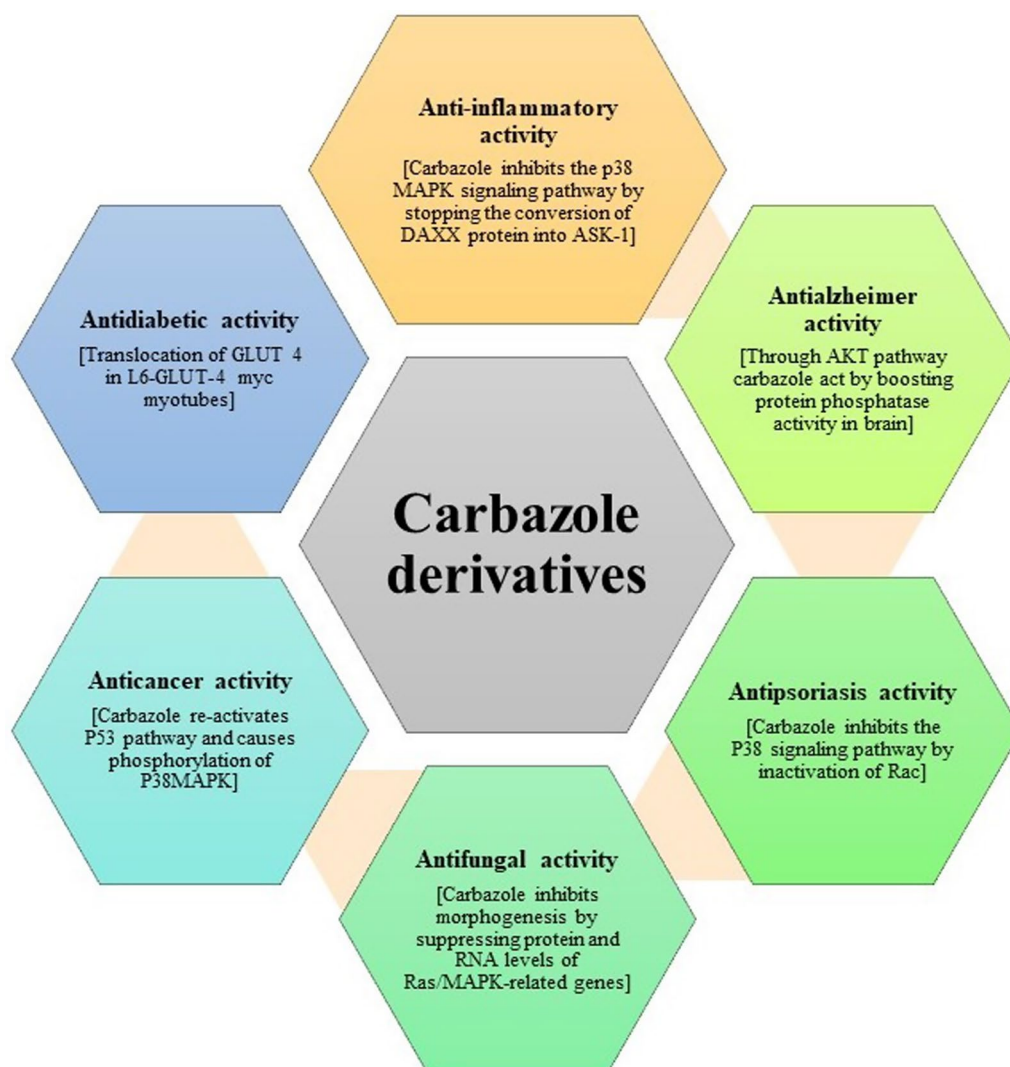 Anti-inflammatory
activity
[Carbazole inhibits the p38
MAPK signaling pathway by
stopping the conversion of
DAXX protein into ASK-1]
Antidiabetic activity
[Translocation of GLUT 4
in L6-GLUT-4 myc
myotubes]
Antialzheimer
activity
[Through AKT pathway
carbazole act by boosting
protein phosphatase
activity in brain]
Carbazole
derivatives
Anticancer activity
[Carbazole re-activates
P53 pathway and causes
phosphorylation of
P38MAPK]
Antipsoriasis activity
[Carbazole inhibits the
P38 signaling pathway by
inactivation of Rac]
Antifungal activity
[Carbazole inhibits
morphogenesis by
suppressing protein and
RNA levels of
Ras/MAPK-related genes]